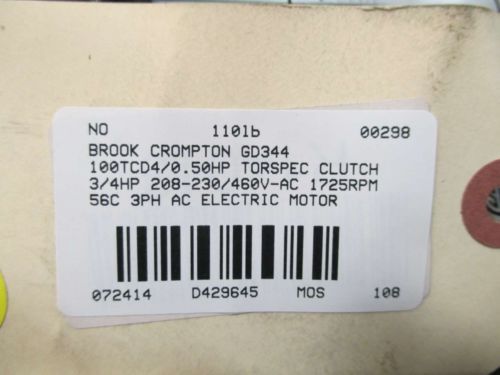 NO 110lb 00298
BROOK CROMPTON GD344
100TCD4/0.50HP TORSPEC CLUTCH
3/4HP 208-230/460V-AC 1725RPM
56C 3PH AC ELECTRIC MOTOR
072414 D429645 MOS 108